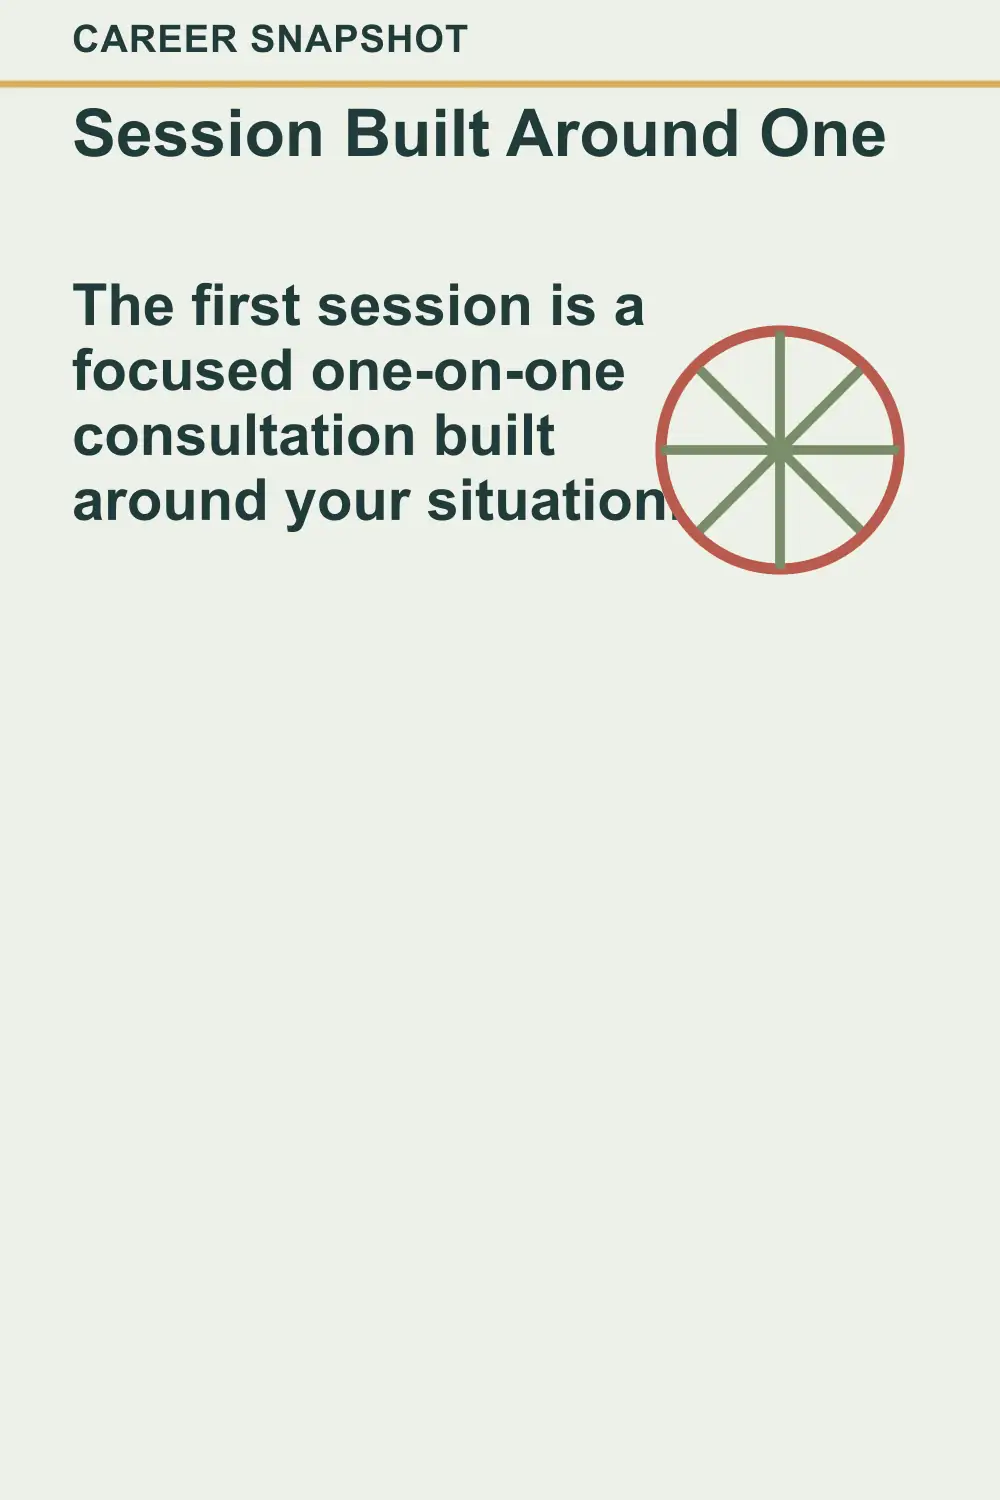 CAREER SNAPSHOT
Session Built Around One
The first session is a
focused one-on-one
consultation built
around your situation.